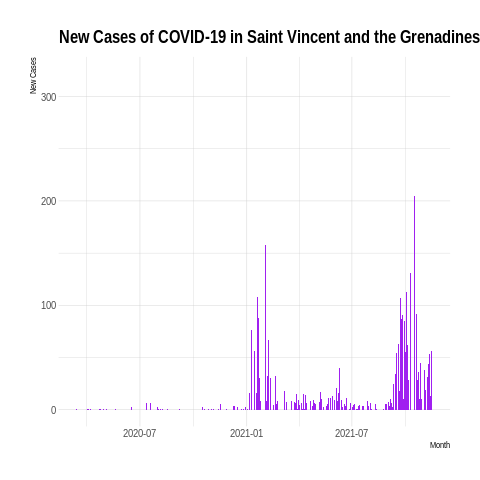 New Cases of COVID-19 in Saint Vincent and the Grenadines
New Cases
300
200
100
0
2020-07 2021-01 2021-07
Month